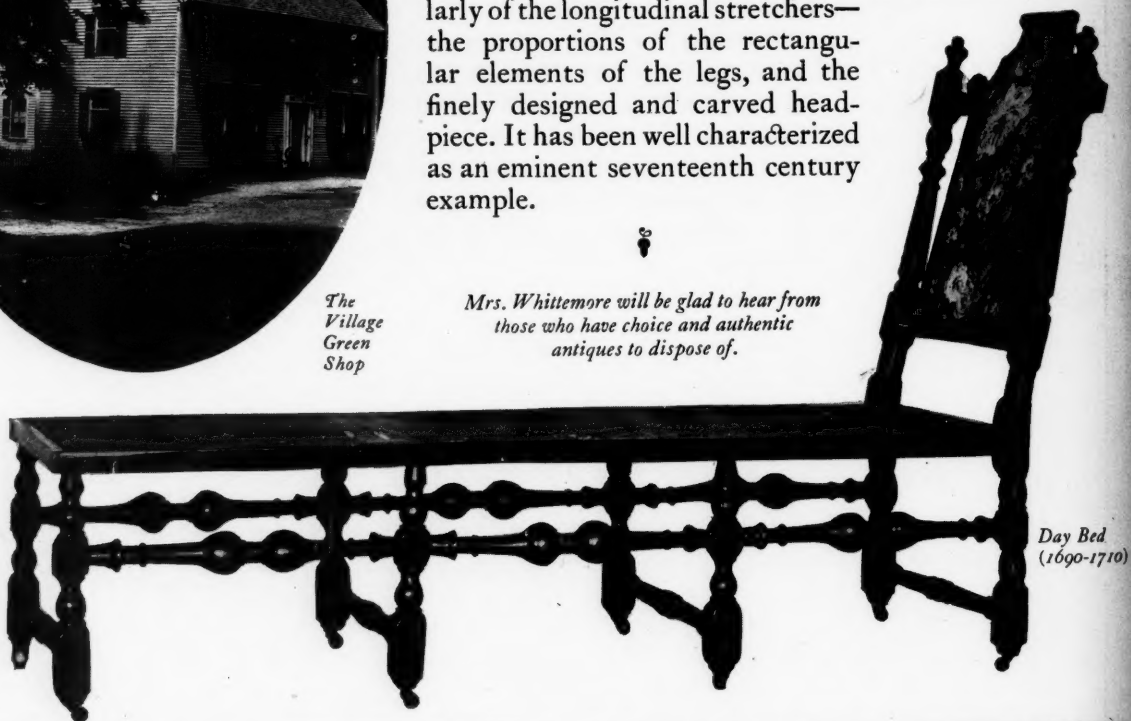 larly of the longitudinal stretchers—
the proportions of the rectangu-
lar elements of the legs, and the
finely designed and carved head-
piece. It has been well characterized
as an eminent seventeenth century
example.
The
Village
Green
Shop
Mrs. Whittemore will be glad to hear from
those who have choice and authentic
antiques to dispose of.
Day Bed
(1690-1710)